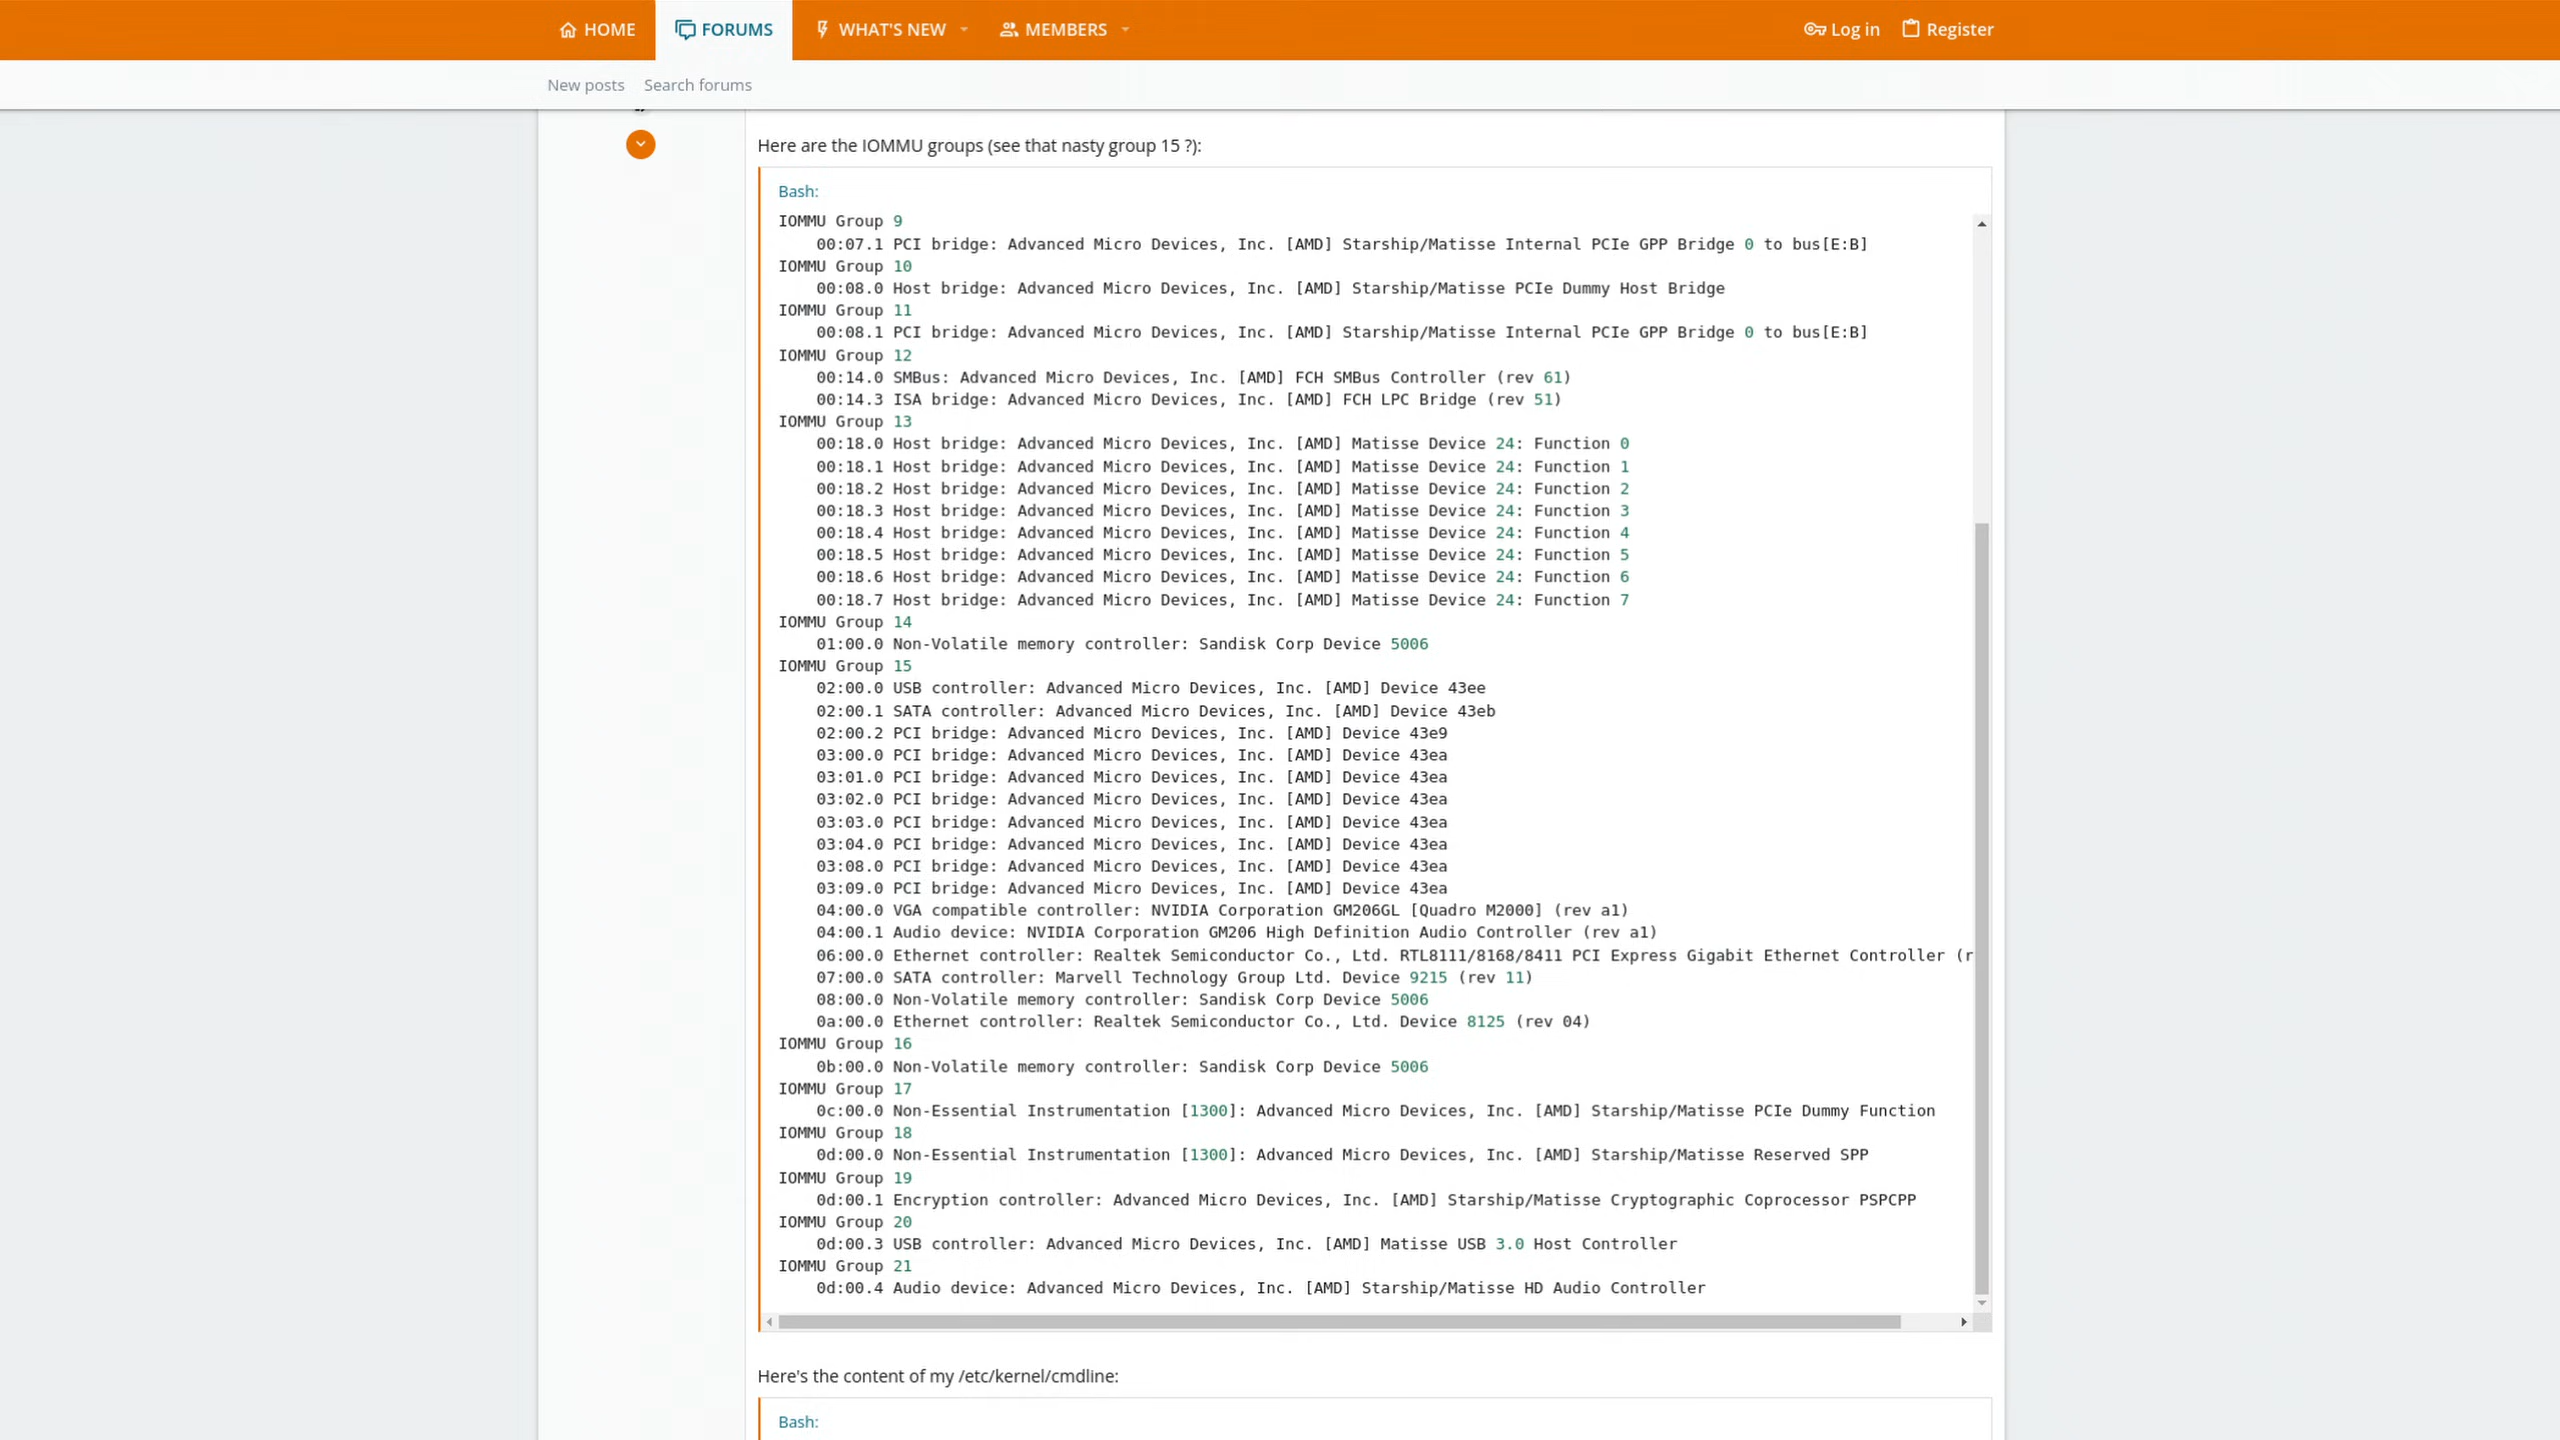 HOME
FORUMS
WHAT'S NEW
MEMBERS
Log in
Register
New posts
Search forums
Here are the IOMMU groups (see that nasty group 15 ?):
Bash:
IOMMU Group 9
00:07.1 PCI bridge: Advanced Micro Devices, Inc. [AMD] Starship/Matisse Internal PCIe GPP Bridge 0 to bus[E:B]
IOMMU Group 10
00:08.0 Host bridge: Advanced Micro Devices, Inc. [AMD] Starship/Matisse PCIe Dummy Host Bridge
IOMMU Group 11
00:08.1 PCI bridge: Advanced Micro Devices, Inc. [AMD] Starship/Matisse Internal PCIe GPP Bridge 0 to bus[E:B]
IOMMU Group 12
00:14.0 SMBus: Advanced Micro Devices, Inc. [AMD] FCH SMBus Controller (rev 61)
00:14.3 ISA bridge: Advanced Micro Devices, Inc. [AMD] FCH LPC Bridge (rev 51)
IOMMU Group 13
00:18.0 Host bridge: Advanced Micro Devices, Inc. [AMD] Matisse Device 24: Function 0
00:18.1 Host bridge: Advanced Micro Devices, Inc. [AMD] Matisse Device 24: Function 1
00:18.2 Host bridge: Advanced Micro Devices, Inc. [AMD] Matisse Device 24: Function 2
00:18.3 Host bridge: Advanced Micro Devices, Inc. [AMD] Matisse Device 24: Function 3
00:18.4 Host bridge: Advanced Micro Devices, Inc. [AMD] Matisse Device 24: Function 4
00:18.5 Host bridge: Advanced Micro Devices, Inc. [AMD] Matisse Device 24: Function 5
00:18.6 Host bridge: Advanced Micro Devices, Inc. [AMD] Matisse Device 24: Function 6
00:18.7 Host bridge: Advanced Micro Devices, Inc. [AMD] Matisse Device 24: Function 7
IOMMU Group 14
01:00.0 Non-Volatile memory controller: Sandisk Corp Device 5006
IOMMU Group 15
02:00.0 USB controller: Advanced Micro Devices, Inc. [AMD] Device 43ee
02:00.1 SATA controller: Advanced Micro Devices, Inc. [AMD] Device 43eb
02:00.2 PCI bridge: Advanced Micro Devices, Inc. [AMD] Device 43e9
03:00.0 PCI bridge: Advanced Micro Devices, Inc. [AMD] Device 43ea
03:01.0 PCI bridge: Advanced Micro Devices, Inc. [AMD] Device 43ea
03:02.0 PCI bridge: Advanced Micro Devices, Inc. [AMD] Device 43ea
03:03.0 PCI bridge: Advanced Micro Devices, Inc. [AMD] Device 43ea
03:04.0 PCI bridge: Advanced Micro Devices, Inc. [AMD] Device 43ea
03:08.0 PCI bridge: Advanced Micro Devices, Inc. [AMD] Device 43ea
03:09.0 PCI bridge: Advanced Micro Devices, Inc. [AMD] Device 43ea
04:00.0 VGA compatible controller: NVIDIA Corporation GM206GL [Quadro M2000] (rev a1)
04:00.1 Audio device: NVIDIA Corporation GM206 High Definition Audio Controller (rev a1)
06:00.0 Ethernet controller: Realtek Semiconductor Co., Ltd. RTL8111/8168/8411 PCI Express Gigabit Ethernet Controller (r
07:00.0 SATA controller: Marvell Technology Group Ltd. Device 9215 (rev 11)
08:00.0 Non-Volatile memory controller: Sandisk Corp Device 5006
0a:00.0 Ethernet controller: Realtek Semiconductor Co., Ltd. Device 8125 (rev 04)
IOMMU Group 16
0b:00.0 Non-Volatile memory controller: Sandisk Corp Device 5006
IOMMU Group 17
0c:00.0 Non-Essential Instrumentation [1300]: Advanced Micro Devices, Inc. [AMD] Starship/Matisse PCIe Dummy Function
IOMMU Group 18
0d:00.0 Non-Essential Instrumentation [1300]: Advanced Micro Devices, Inc. [AMD] Starship/Matisse Reserved SPP
IOMMU Group 19
0d:00.1 Encryption controller: Advanced Micro Devices, Inc. [AMD] Starship/Matisse Cryptographic Coprocessor PSPCPP
IOMMU Group 20
0d:00.3 USB controller: Advanced Micro Devices, Inc. [AMD] Matisse USB 3.0 Host Controller
IOMMU Group 21
0d:00.4 Audio device: Advanced Micro Devices, Inc. [AMD] Starship/Matisse HD Audio Controller
Here's the content of my /etc/kernel/cmdline:
Bash: